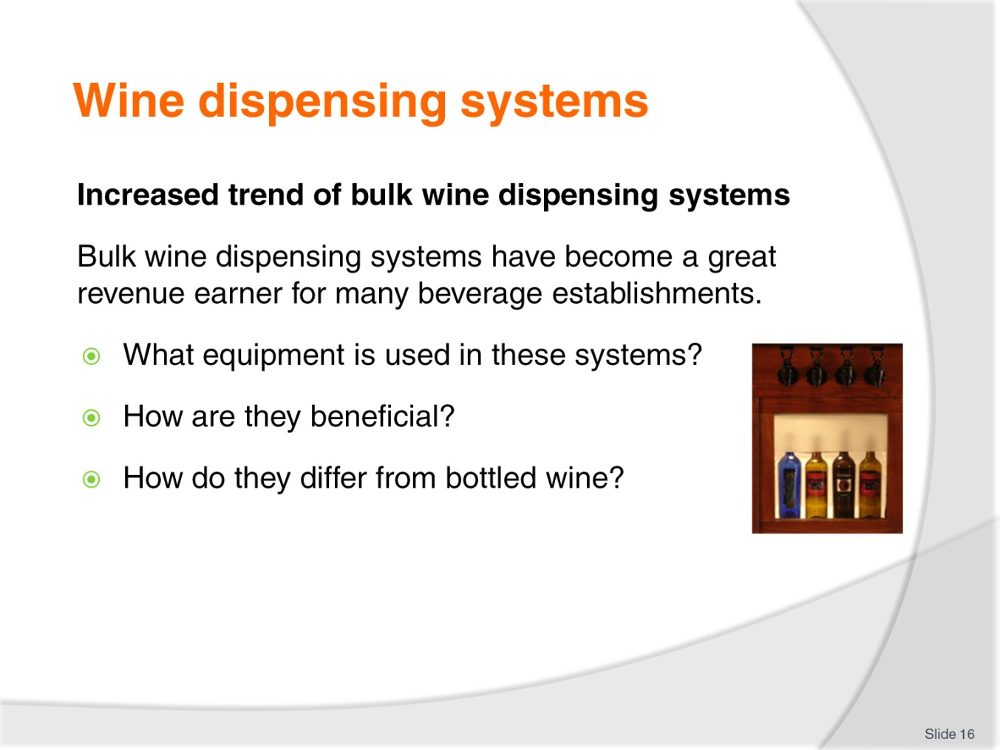 Wine dispensing systems
Increased trend of bulk wine dispensing systems
Bulk wine dispensing systems have become a great
revenue earner for many beverage establishments.
What equipment is used in these systems?
How are they beneficial?
How do they differ from bottled wine?
Slide 16